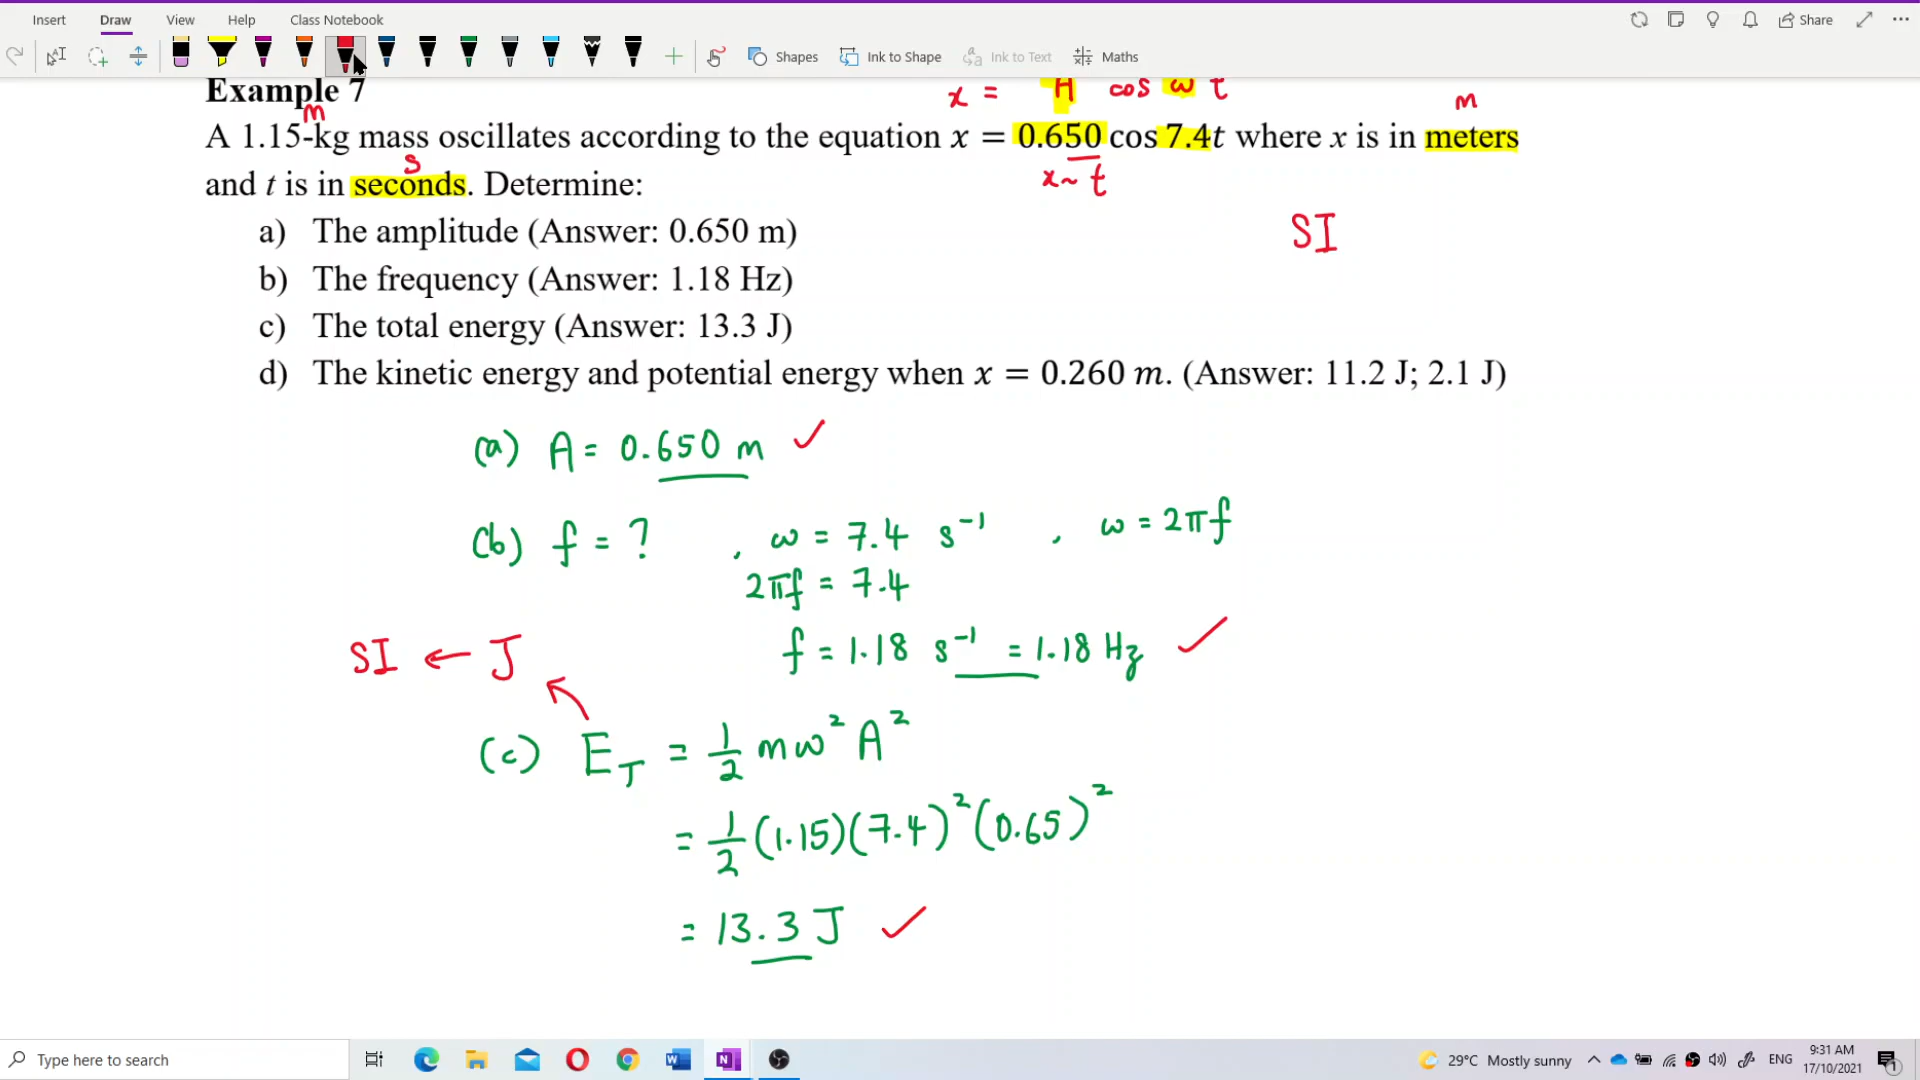 Insert Draw View Help Class Notebook Share
Shapes Ink to Shape Ink to Text Maths
Example 7
x = A cos ω t
m m
A 1.15-kg mass oscillates according to the equation x = 0.650 cos 7.4t where x is in meters
s
and t is in seconds. Determine:
x ~ t
a) The amplitude (Answer: 0.650 m)
SI
b) The frequency (Answer: 1.18 Hz)
c) The total energy (Answer: 13.3 J)
d) The kinetic energy and potential energy when x = 0.260 m. (Answer: 11.2 J; 2.1 J)
(a) A = 0.650 m ✓
(b) f = ? , ω = 7.4 s⁻¹ , ω = 2πf
2πf = 7.4
f = 1.18 s⁻¹ = 1.18 Hz ✓
SI ← J
(c) E_T = 1/2 mω² A²
= 1/2 (1.15)(7.4)² (0.65)²
= 13.3 J ✓
Type here to search 29°C Mostly sunny ENG 9:31 AM
17/10/2021